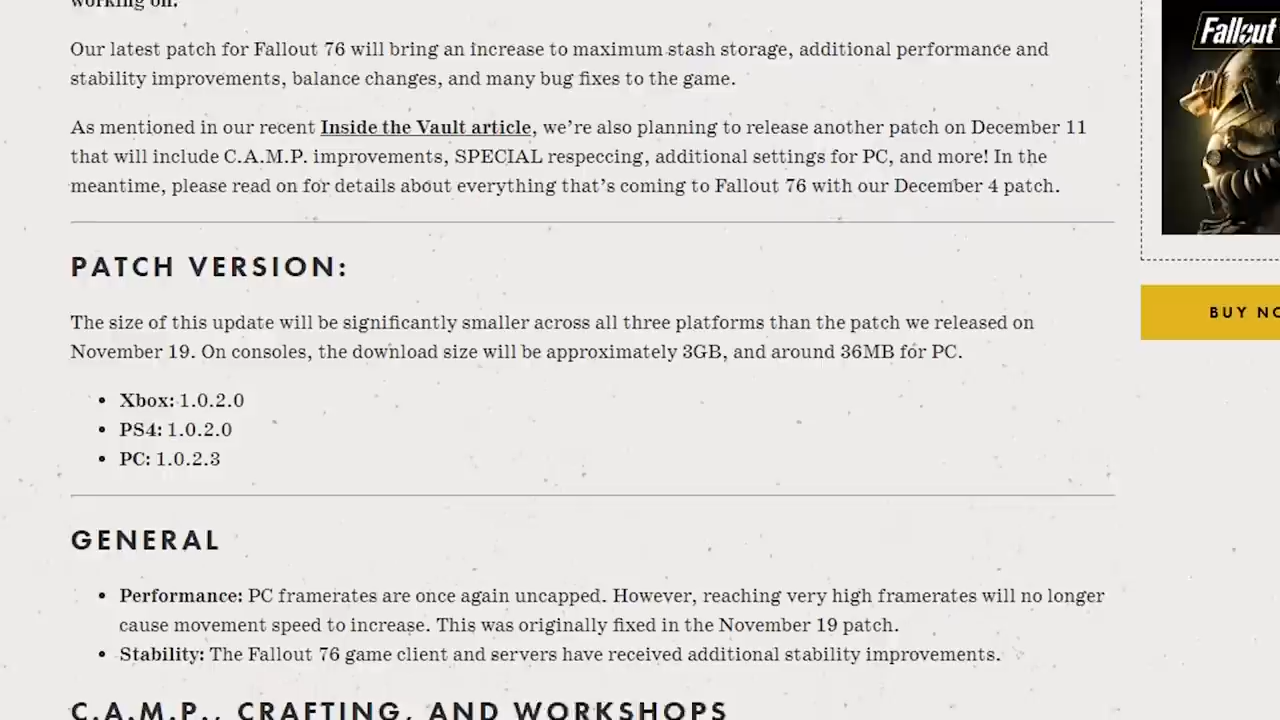 working on.
Our latest patch for Fallout 76 will bring an increase to maximum stash storage, additional performance and
stability improvements, balance changes, and many bug fixes to the game.
As mentioned in our recent Inside the Vault article, we're also planning to release another patch on December 11
that will include C.A.M.P. improvements, SPECIAL respeccing, additional settings for PC, and more! In the
meantime, please read on for details about everything that's coming to Fallout 76 with our December 4 patch.
PATCH VERSION:
The size of this update will be significantly smaller across all three platforms than the patch we released on
November 19. On consoles, the download size will be approximately 3GB, and around 36MB for PC.
• Xbox: 1.0.2.0
• PS4: 1.0.2.0
• PC: 1.0.2.3
GENERAL
• Performance: PC framerates are once again uncapped. However, reaching very high framerates will no longer
cause movement speed to increase. This was originally fixed in the November 19 patch.
• Stability: The Fallout 76 game client and servers have received additional stability improvements.
C.A.M.P., CRAFTING, AND WORKSHOPS
Fallout
BUY